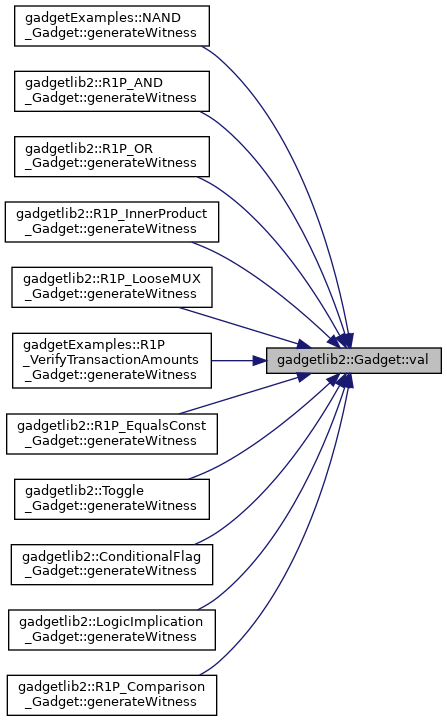 gadgetExamples::NAND
_Gadget::generateWitness
gadgetlib2::R1P_AND
_Gadget::generateWitness
gadgetlib2::R1P_OR
_Gadget::generateWitness
gadgetlib2::R1P_InnerProduct
_Gadget::generateWitness
gadgetlib2::R1P_LooseMUX
_Gadget::generateWitness
gadgetExamples::R1P
_VerifyTransactionAmounts
_Gadget::generateWitness
gadgetlib2::Gadget::val
gadgetlib2::R1P_EqualsConst
_Gadget::generateWitness
gadgetlib2::Toggle
_Gadget::generateWitness
gadgetlib2::ConditionalFlag
_Gadget::generateWitness
gadgetlib2::LogicImplication
_Gadget::generateWitness
gadgetlib2::R1P_Comparison
_Gadget::generateWitness